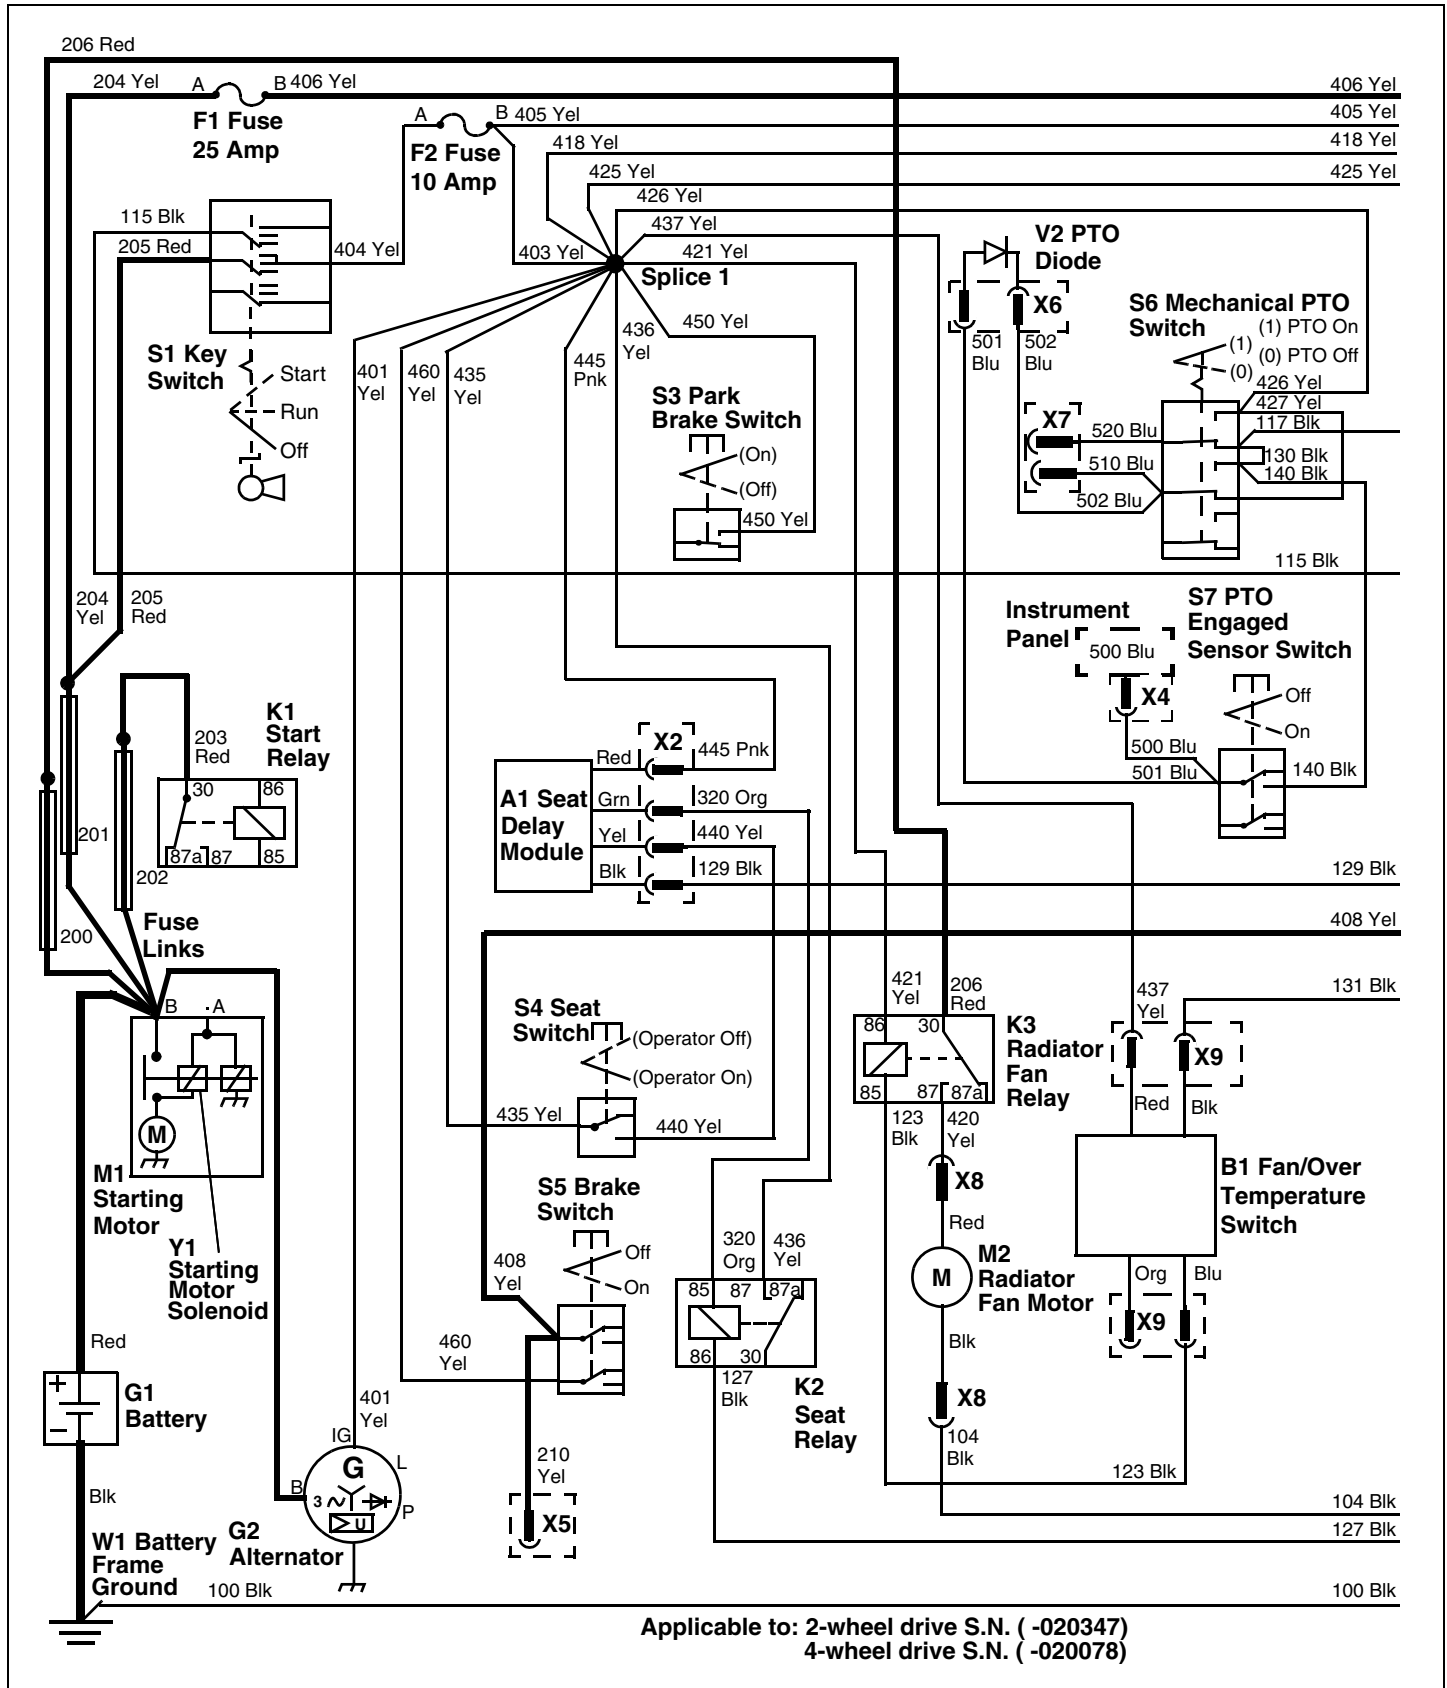 206 Red
204 Yel
A
B
406 Yel
406 Yel
F1 Fuse
25 Amp
A
B
405 Yel
405 Yel
F2 Fuse
10 Amp
418 Yel
418 Yel
425 Yel
425 Yel
426 Yel
437 Yel
115 Blk
205 Red
404 Yel
403 Yel
421 Yel
Splice 1
V2 PTO
Diode
X6
501
Blu
502
Blu
S6 Mechanical PTO
Switch
(1) PTO On
(1)
(0) PTO Off
(0)
426 Yel
427 Yel
117 Blk
130 Blk
140 Blk
X7
520 Blu
510 Blu
502 Blu
S1 Key
Switch
Start
Run
Off
401
Yel
460
Yel
435
Yel
445
Pnk
436
Yel
450 Yel
S3 Park
Brake Switch
(On)
(Off)
450 Yel
115 Blk
204
Yel
205
Red
Instrument
Panel
500 Blu
X4
500 Blu
501 Blu
S7 PTO
Engaged
Sensor Switch
Off
On
140 Blk
K1
Start
Relay
203
Red
30
86
87a
87
85
201
202
200
Fuse
Links
A1 Seat
Delay
Module
Red
Grn
Yel
Blk
X2
445 Pnk
320 Org
440 Yel
129 Blk
129 Blk
408 Yel
B
A
M
M1
Starting
Motor
Y1
Starting
Motor
Solenoid
S4 Seat
Switch
(Operator Off)
(Operator On)
435 Yel
440 Yel
421
Yel
206
Red
86
30
85
87
87a
K3
Radiator
Fan
Relay
437
Yel
131 Blk
X9
Red
Blk
123
Blk
420
Yel
X8
Red
M
M2
Radiator
Fan Motor
Blk
X8
104
Blk
B1 Fan/Over
Temperature
Switch
Org
Blu
X9
123 Blk
S5 Brake
Switch
Off
On
408
Yel
460
Yel
210
Yel
X5
320
Org
436
Yel
85
87
87a
86
30
127
Blk
K2
Seat
Relay
Red
+
–
G1
Battery
Blk
401
Yel
IG
G
L
B
3
U
P
G2
Alternator
W1 Battery
Frame
Ground
100 Blk
104 Blk
127 Blk
100 Blk
Applicable to: 2-wheel drive S.N. ( -020347)
4-wheel drive S.N. ( -020078)